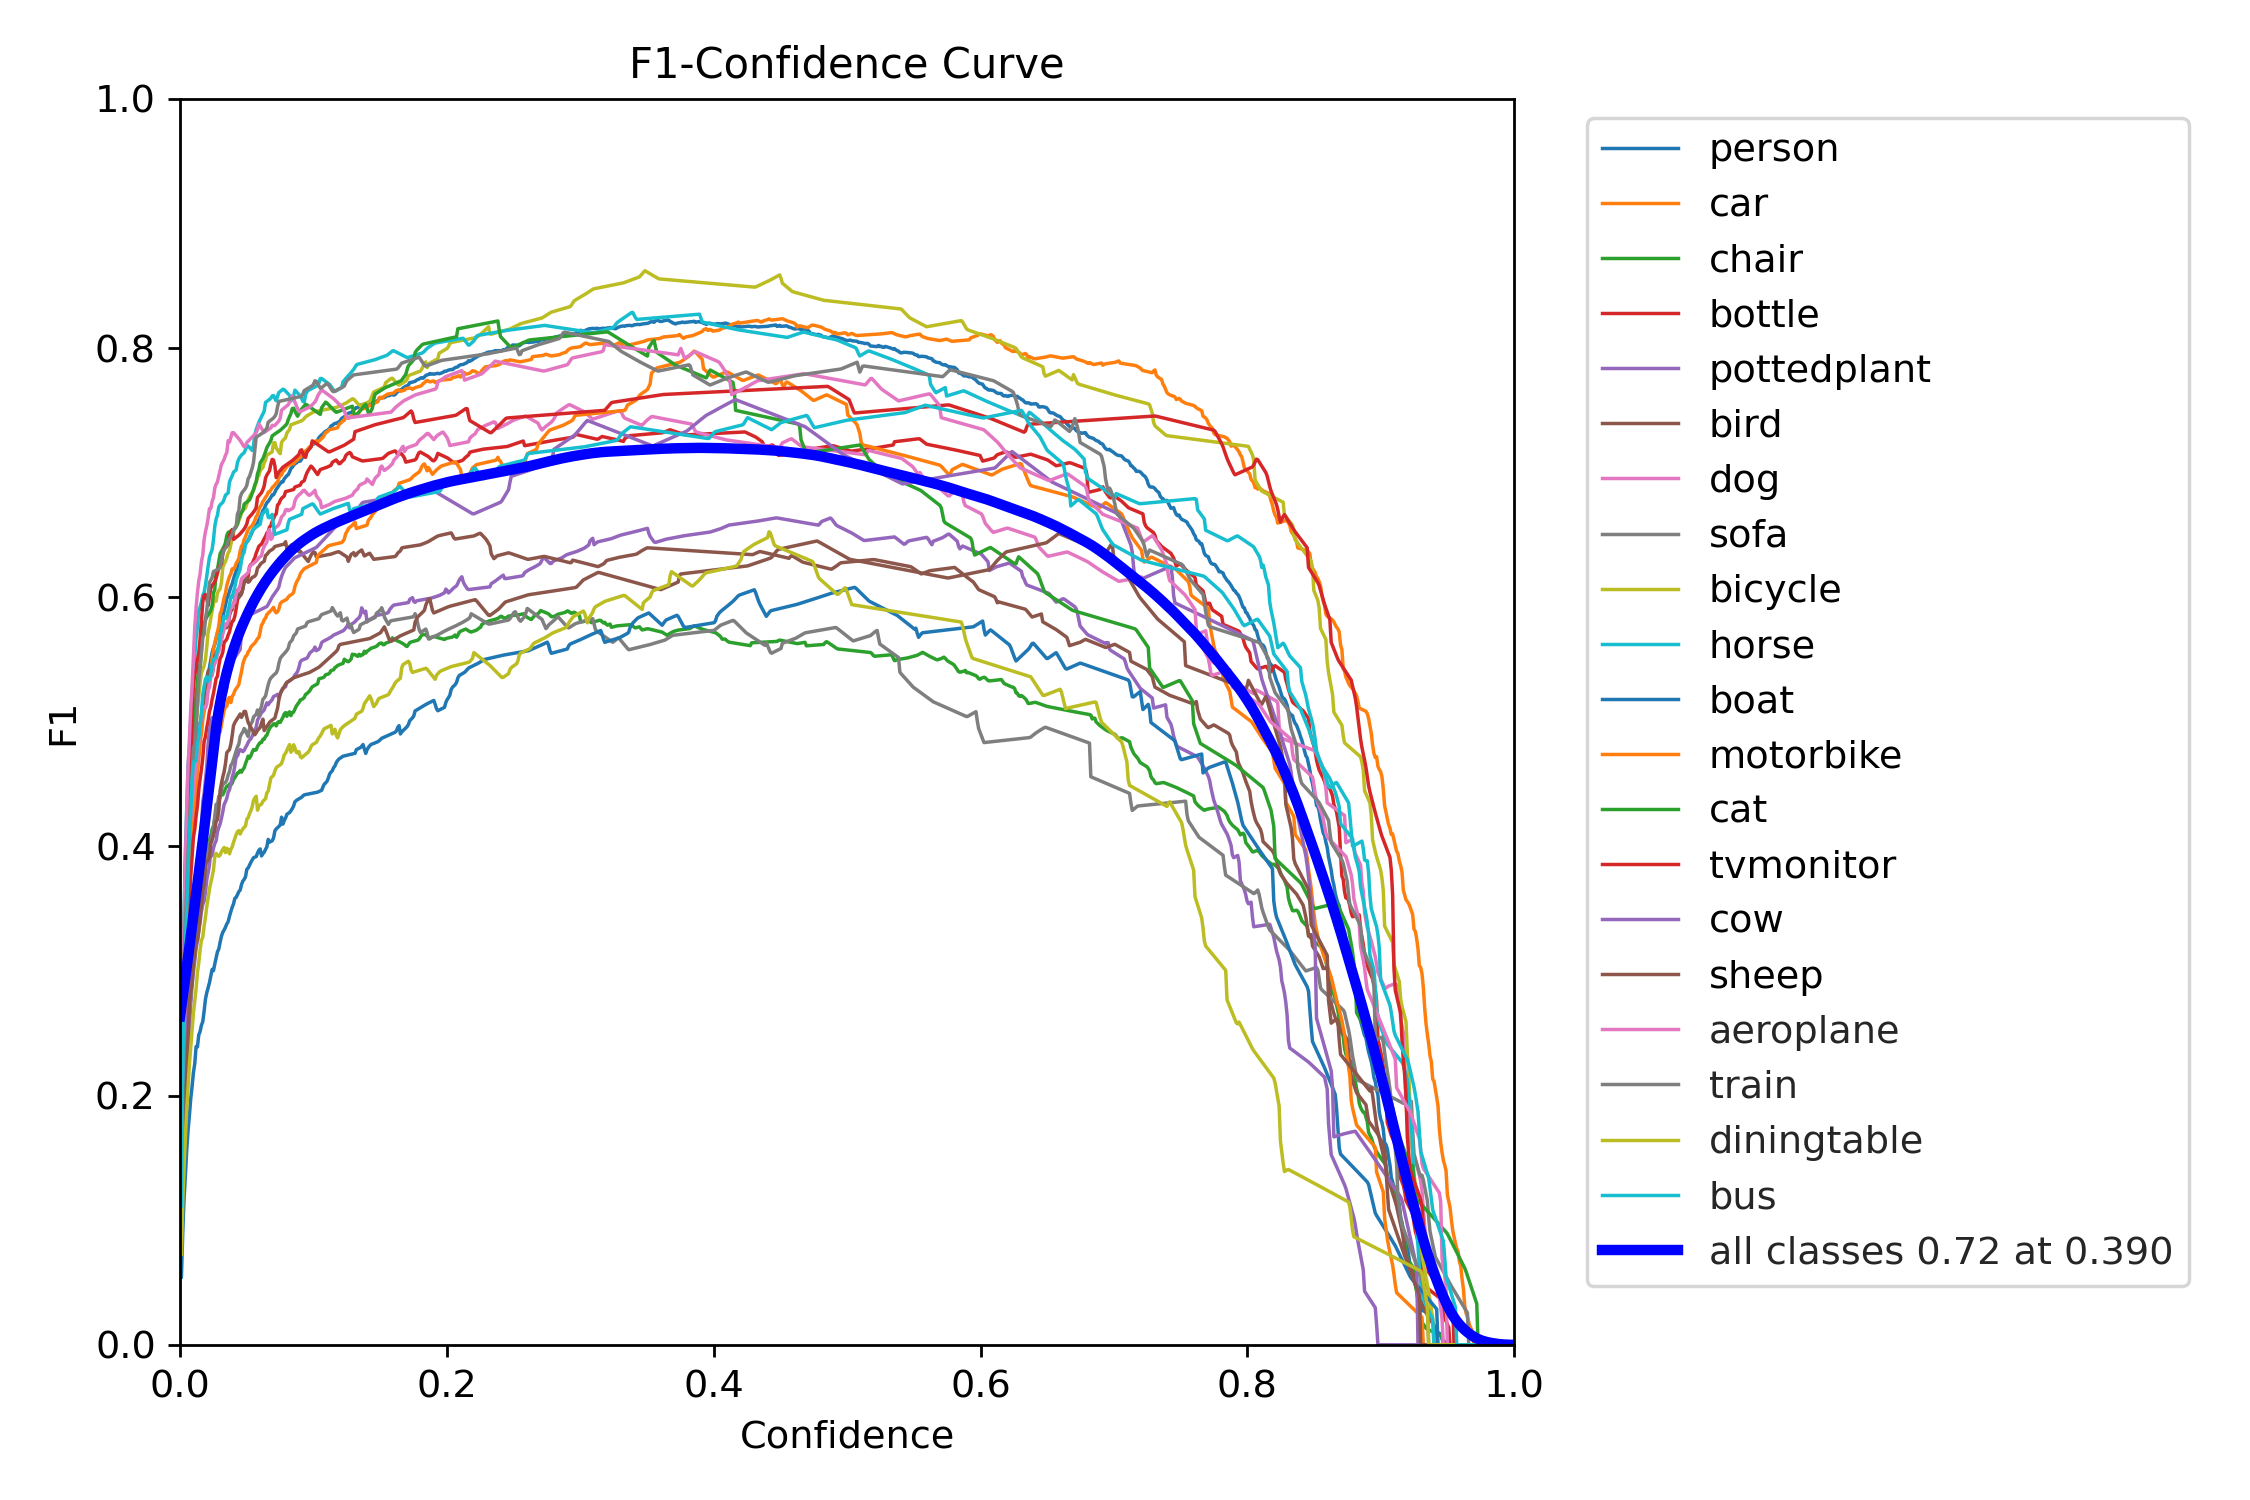 F1-Confidence Curve
1.0
0.8
0.6
0.4
0.2
0.0
F1
0.0 0.2 0.4 0.6 0.8 1.0
Confidence
person
car
chair
bottle
pottedplant
bird
dog
sofa
bicycle
horse
boat
motorbike
cat
tvmonitor
cow
sheep
aeroplane
train
diningtable
bus
all classes 0.72 at 0.390